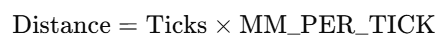 Distance = Ticks × MM_PER_TICK